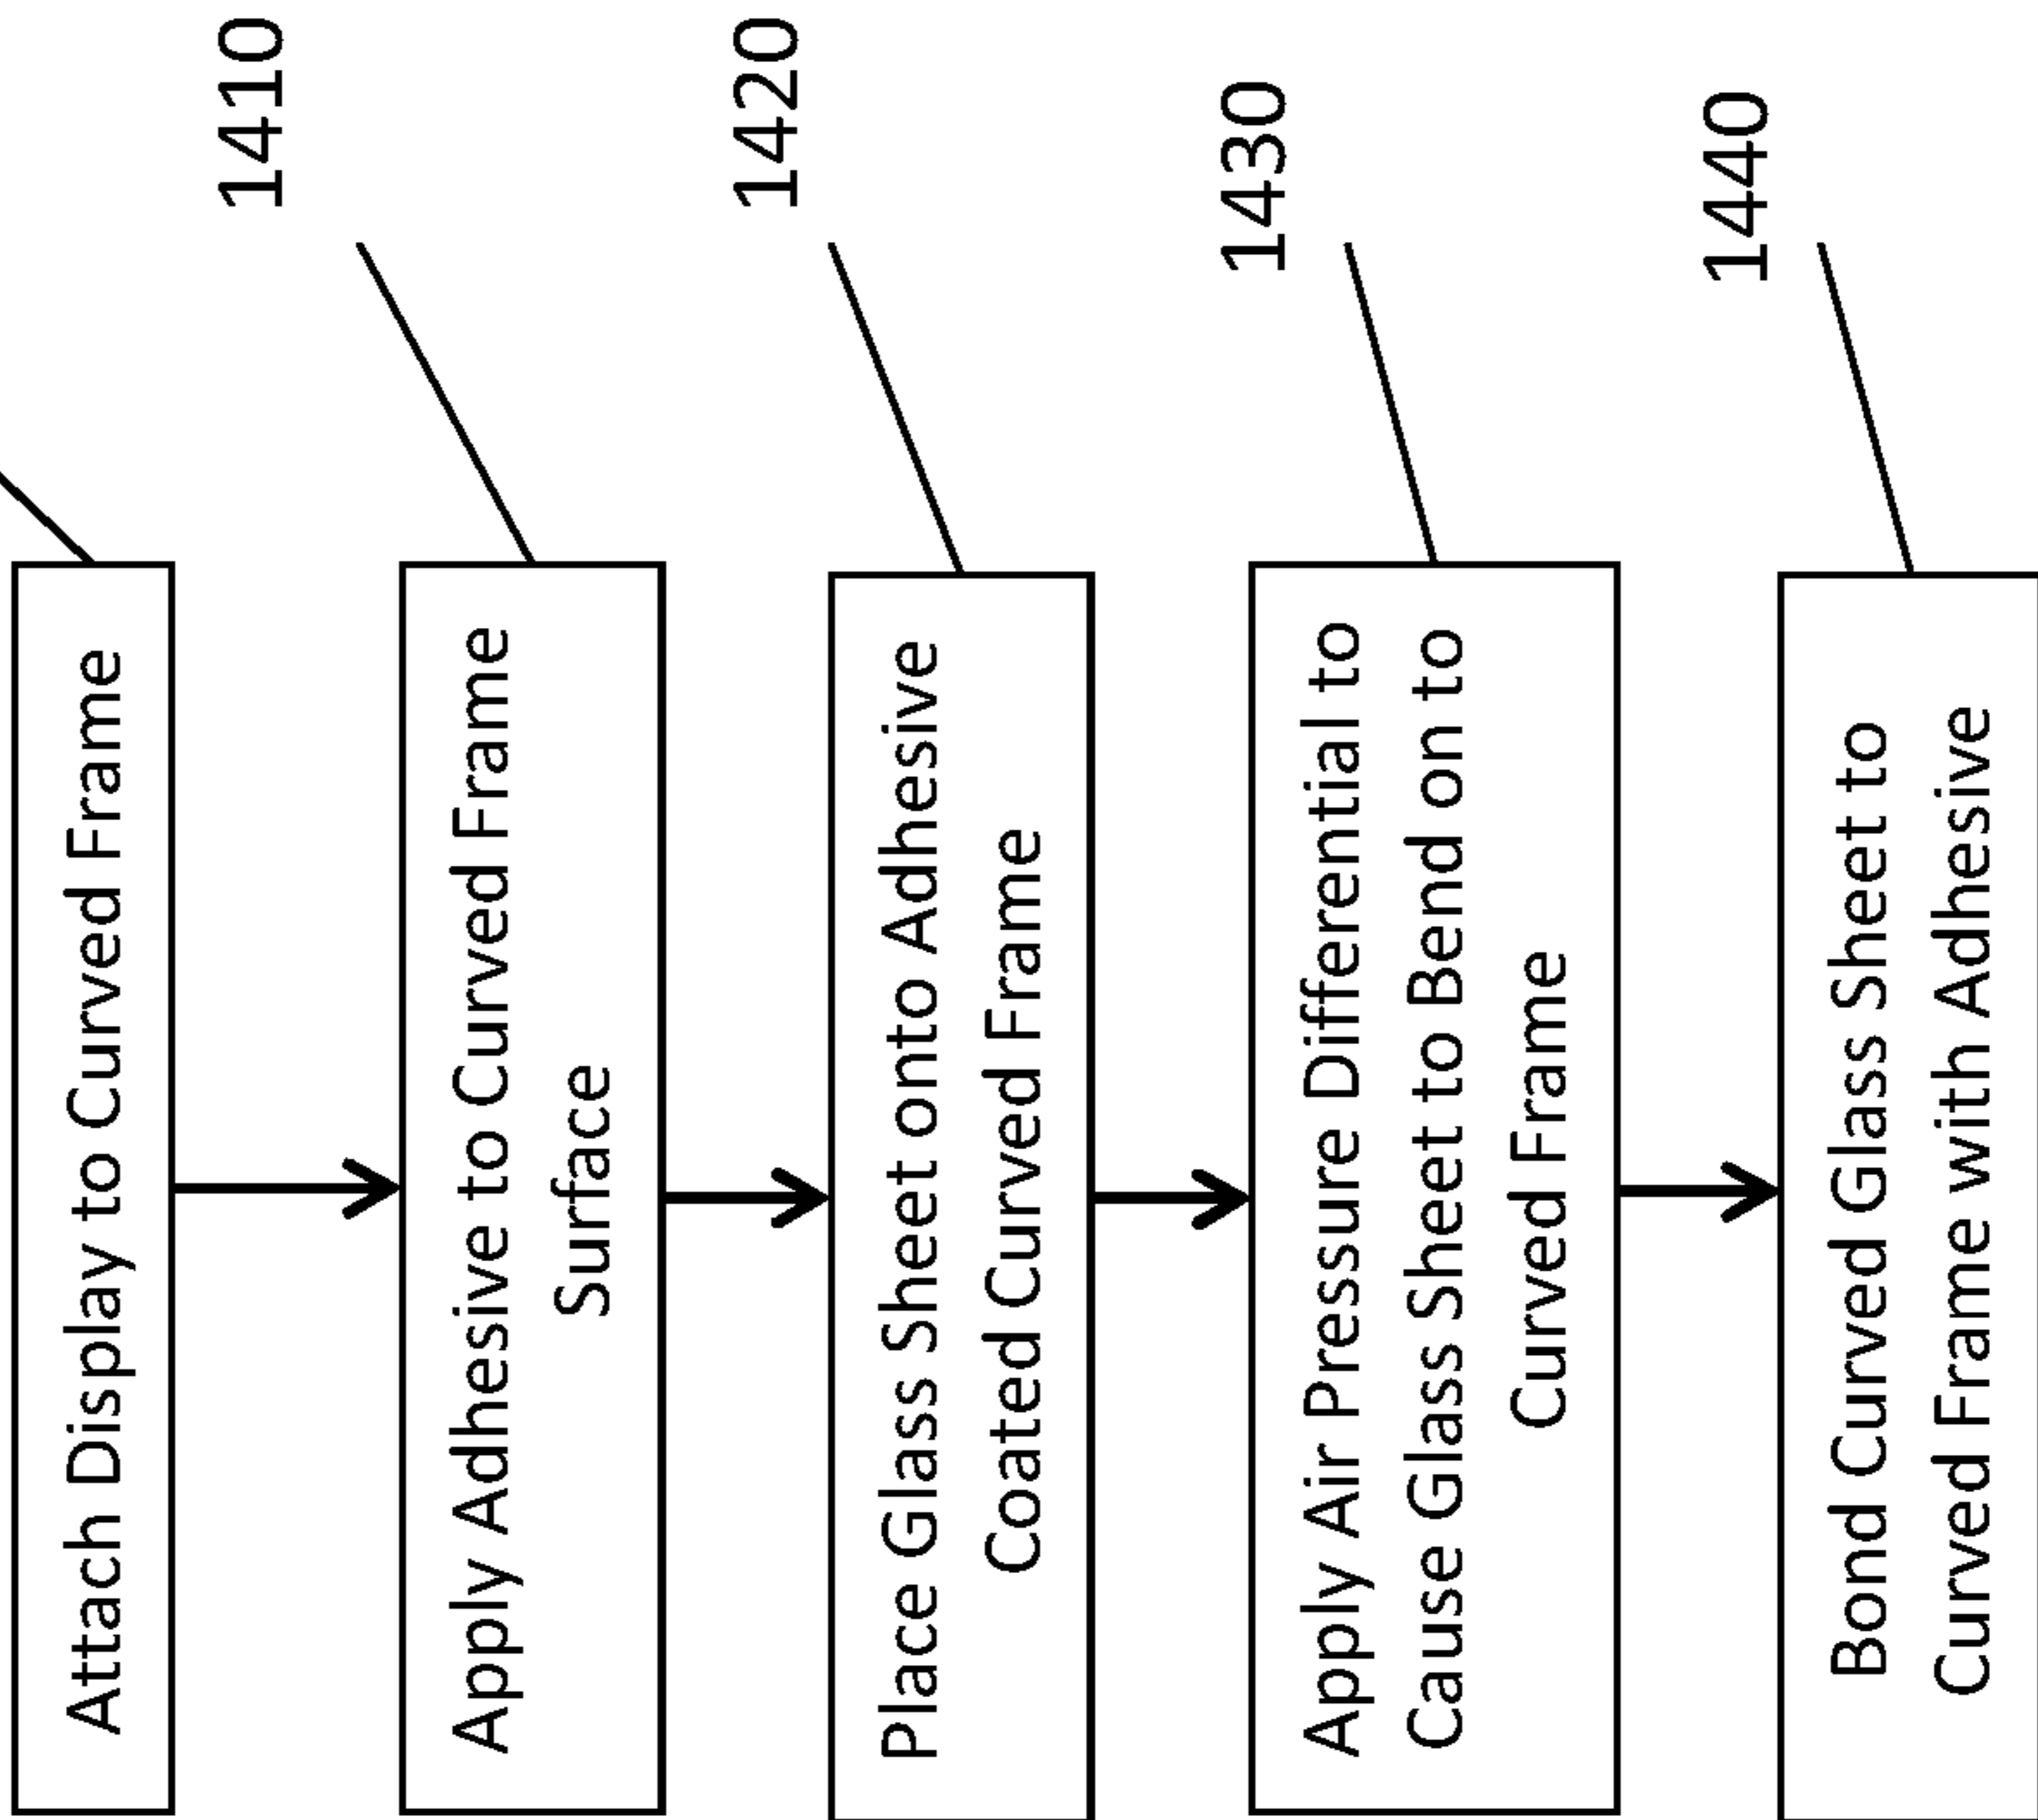 Attach Display to Curved Frame
1410
Apply Adhesive to Curved Frame
Surface
1420
Place Glass Sheet onto Adhesive
Coated Curved Frame
1430
Apply Air Pressure Differential to
Cause Glass Sheet to Bend on to
Curved Frame
1440
Bond Curved Glass Sheet to
Curved Frame with Adhesive